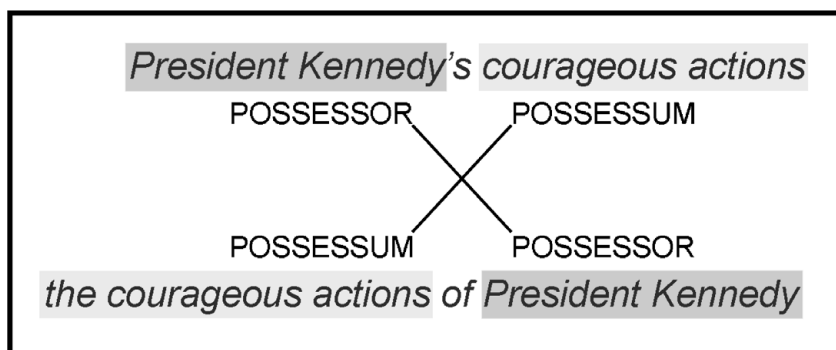 President Kennedy's courageous actions
POSSESSOR POSSESSUM
POSSESSUM POSSESSOR
the courageous actions of President Kennedy